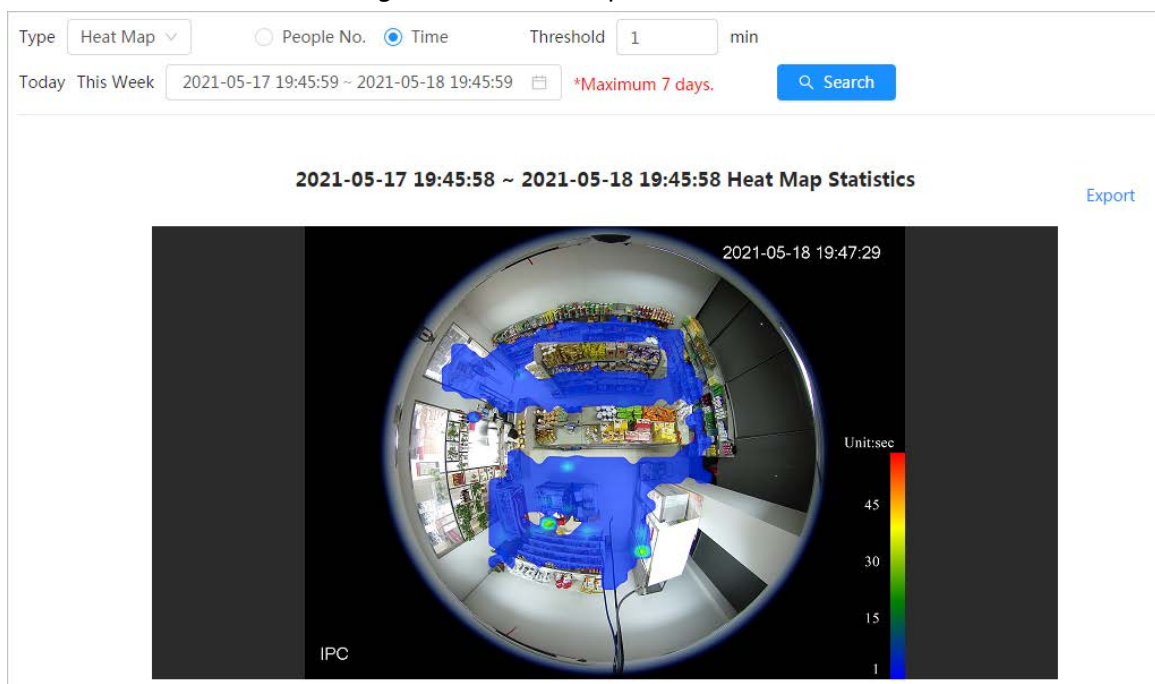 Type Heat Map People No. Time Threshold 1 min
Today This Week 2021-05-17 19:45:59 ~ 2021-05-18 19:45:59 *Maximum 7 days. Search
2021-05-17 19:45:58 ~ 2021-05-18 19:45:58 Heat Map Statistics
Export
2021-05-18 19:47:29
Unit:sec
45
30
15
1
IPC